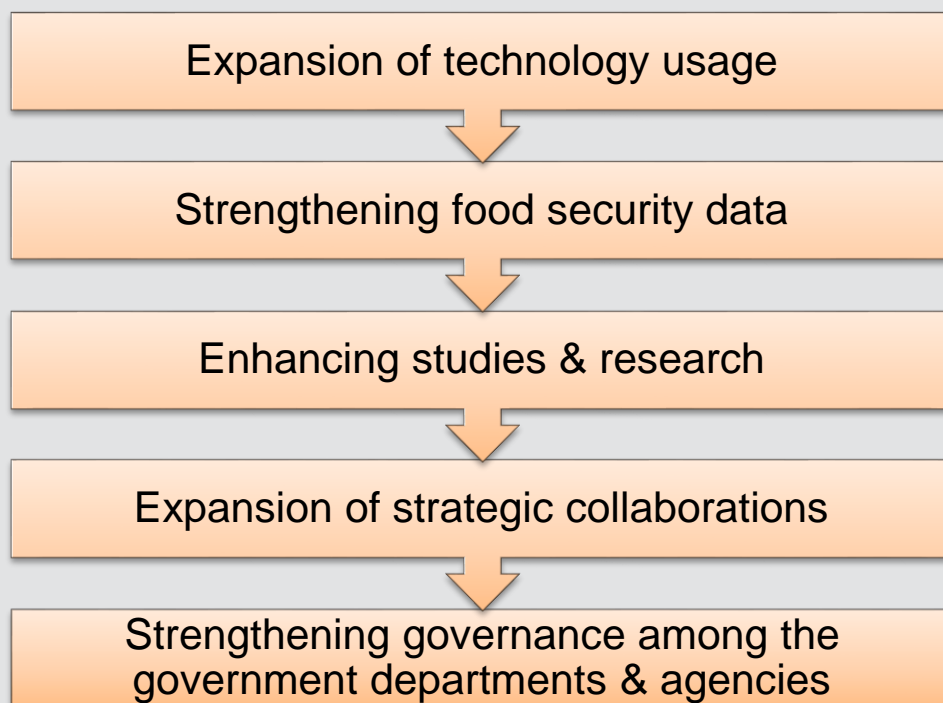 Expansion of technology usage
Strengthening food security data
Enhancing studies & research
Expansion of strategic collaborations
Strengthening governance among the
government departments & agencies